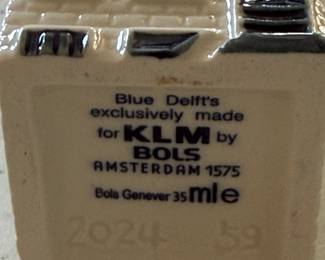 Blue Delft's
exclusively made
for KLM by
BOLS
AMSTERDAM 1575
Bols Genever 35 mle
2024 59